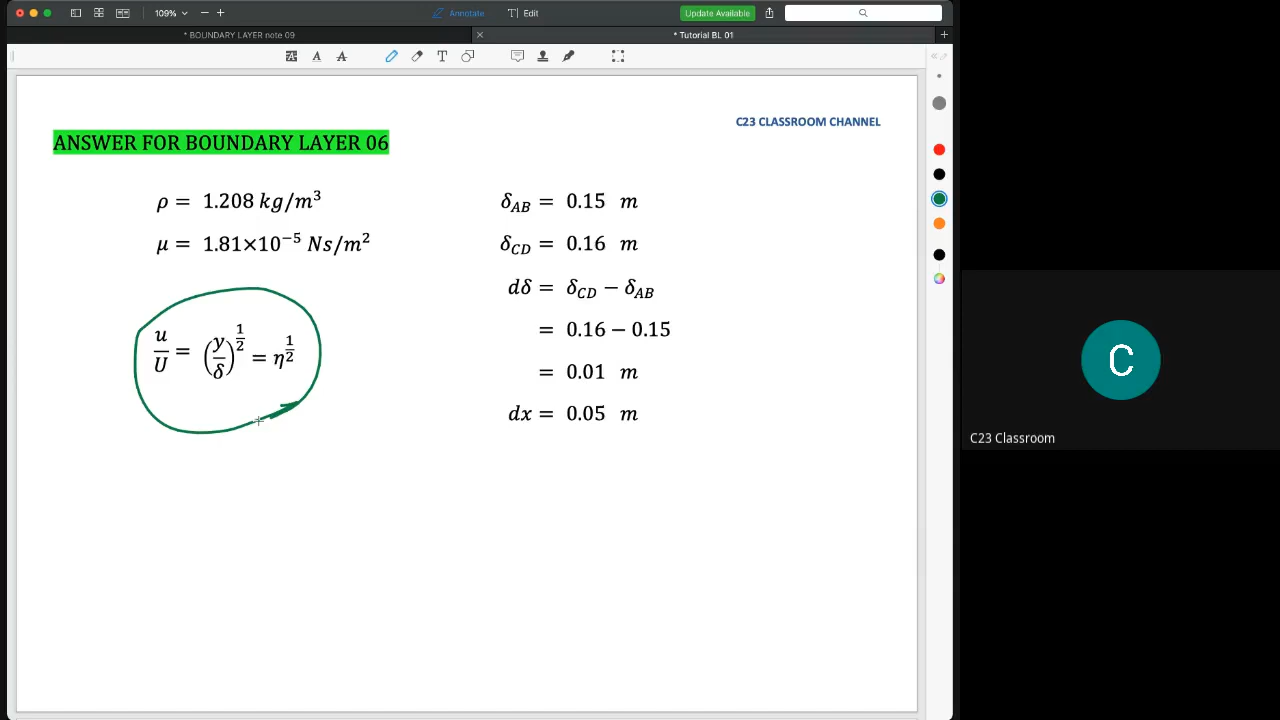 109%
Annotate
Edit
Update Available
* BOUNDARY LAYER note 09
* Tutorial BL 01
C23 CLASSROOM CHANNEL
ANSWER FOR BOUNDARY LAYER 06
ρ = 1.208 kg/m³
μ = 1.81×10⁻⁵ Ns/m²
u/U = (y/δ)^(1/2) = η^(1/2)
δ_AB = 0.15 m
δ_CD = 0.16 m
dδ = δ_CD − δ_AB
= 0.16 − 0.15
= 0.01 m
dx = 0.05 m
C
C23 Classroom